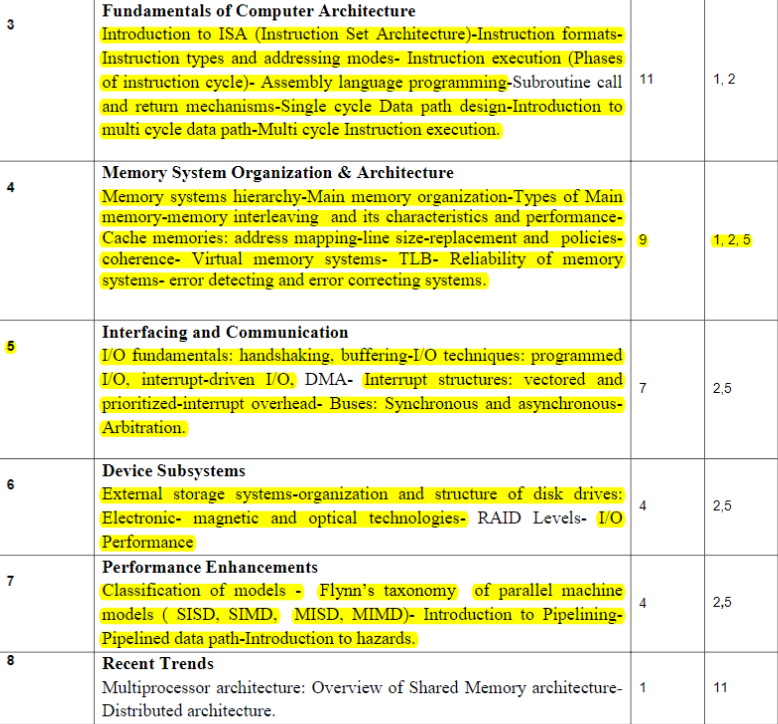 3
Fundamentals of Computer Architecture
Introduction to ISA (Instruction Set Architecture)-Instruction formats-
Instruction types and addressing modes- Instruction execution (Phases
of instruction cycle)- Assembly language programming-Subroutine call
and return mechanisms-Single cycle Data path design-Introduction to
multi cycle data path-Multi cycle Instruction execution.
11
1, 2
4
Memory System Organization & Architecture
Memory systems hierarchy-Main memory organization-Types of Main
memory-memory interleaving and its characteristics and performance-
Cache memories: address mapping-line size-replacement and policies-
coherence- Virtual memory systems- TLB- Reliability of memory
systems- error detecting and error correcting systems.
9
1, 2, 5
5
Interfacing and Communication
I/O fundamentals: handshaking, buffering-I/O techniques: programmed
I/O, interrupt-driven I/O, DMA- Interrupt structures: vectored and
prioritized-interrupt overhead- Buses: Synchronous and asynchronous-
Arbitration.
7
2,5
6
Device Subsystems
External storage systems-organization and structure of disk drives:
Electronic- magnetic and optical technologies- RAID Levels- I/O
Performance
4
2,5
7
Performance Enhancements
Classification of models - Flynn's taxonomy of parallel machine
models ( SISD, SIMD, MISD, MIMD)- Introduction to Pipelining-
Pipelined data path-Introduction to hazards.
4
2,5
8
Recent Trends
Multiprocessor architecture: Overview of Shared Memory architecture-
Distributed architecture.
1
11